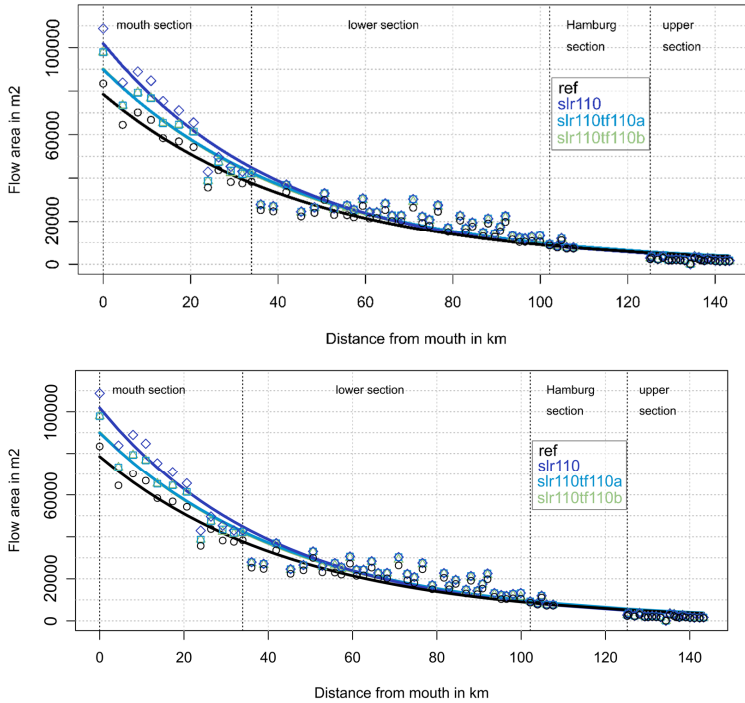 mouth section
lower section
Hamburg
section
upper
section
ref
slr110
slr110tf110a
slr110tf110b
Flow area in m2
100000
60000
20000
0
0 20 40 60 80 100 120 140
Distance from mouth in km
mouth section
lower section
Hamburg
section
upper
section
ref
slr110
slr110tf110a
slr110tf110b
Flow area in m2
100000
60000
20000
0
0 20 40 60 80 100 120 140
Distance from mouth in km